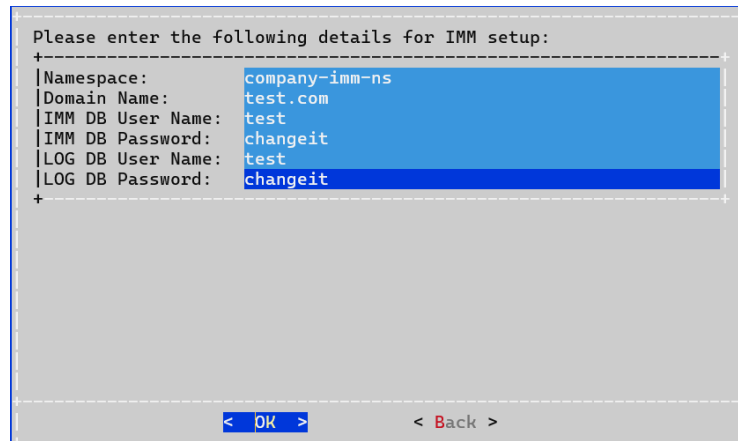 Please enter the following details for IMM setup:
Namespace: company-imm-ns
Domain Name: test.com
IMM DB User Name: test
IMM DB Password: changeit
LOG DB User Name: test
LOG DB Password: changeit
< OK > < Back >